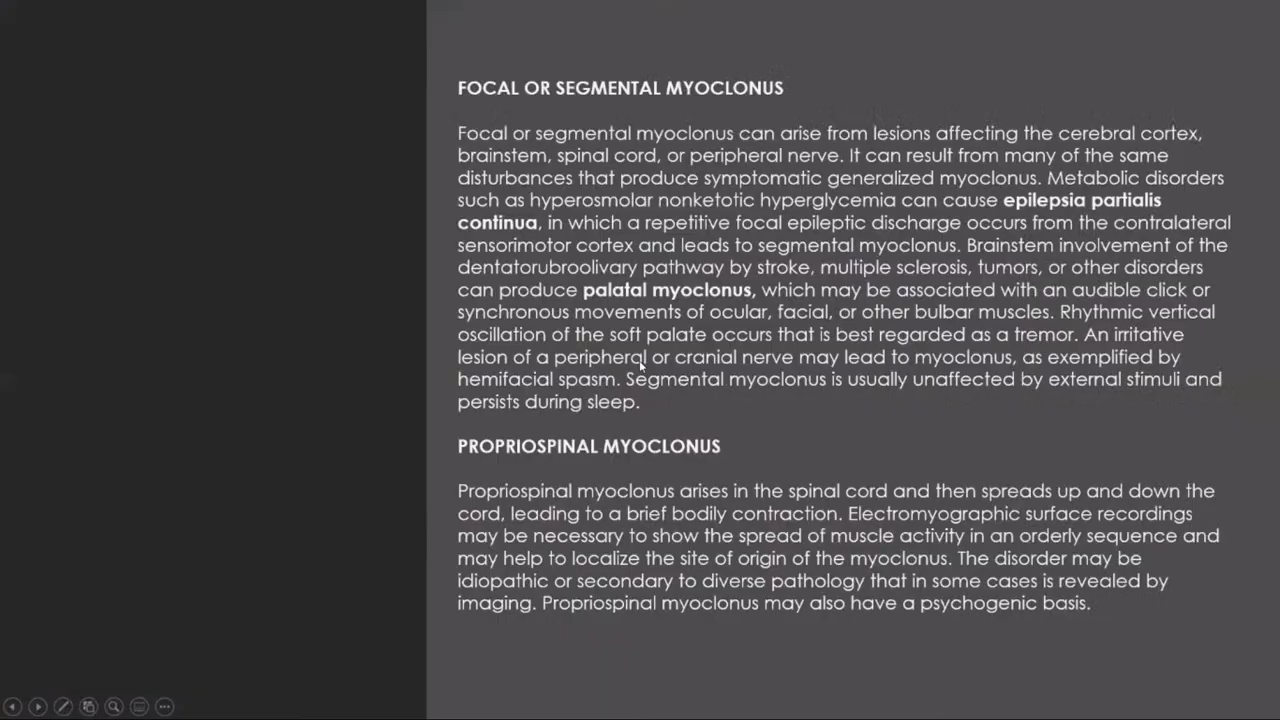 FOCAL OR SEGMENTAL MYOCLONUS
Focal or segmental myoclonus can arise from lesions affecting the cerebral cortex,
brainstem, spinal cord, or peripheral nerve. It can result from many of the same
disturbances that produce symptomatic generalized myoclonus. Metabolic disorders
such as hyperosmolar nonketotic hyperglycemia can cause epilepsia partialis
continua, in which a repetitive focal epileptic discharge occurs from the contralateral
sensorimotor cortex and leads to segmental myoclonus. Brainstem involvement of the
dentatorubroolivary pathway by stroke, multiple sclerosis, tumors, or other disorders
can produce palatal myoclonus, which may be associated with an audible click or
synchronous movements of ocular, facial, or other bulbar muscles. Rhythmic vertical
oscillation of the soft palate occurs that is best regarded as a tremor. An irritative
lesion of a peripheral or cranial nerve may lead to myoclonus, as exemplified by
hemifacial spasm. Segmental myoclonus is usually unaffected by external stimuli and
persists during sleep.
PROPRIOSPINAL MYOCLONUS
Propriospinal myoclonus arises in the spinal cord and then spreads up and down the
cord, leading to a brief bodily contraction. Electromyographic surface recordings
may be necessary to show the spread of muscle activity in an orderly sequence and
may help to localize the site of origin of the myoclonus. The disorder may be
idiopathic or secondary to diverse pathology that in some cases is revealed by
imaging. Propriospinal myoclonus may also have a psychogenic basis.